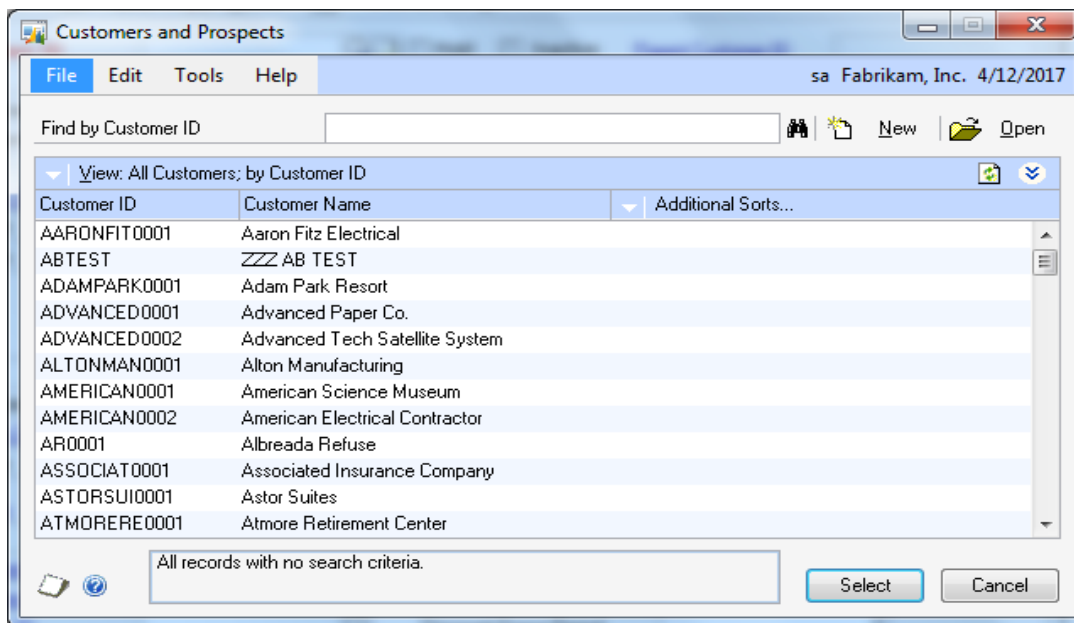 Customers and Prospects
File Edit Tools Help sa Fabrikam, Inc. 4/12/2017
Find by Customer ID New Open
View: All Customers; by Customer ID
Customer ID Customer Name Additional Sorts...
AARONFIT0001 Aaron Fitz Electrical
ABTEST ZZZ AB TEST
ADAMPARK0001 Adam Park Resort
ADVANCED0001 Advanced Paper Co.
ADVANCED0002 Advanced Tech Satellite System
ALTONMAN0001 Alton Manufacturing
AMERICAN0001 American Science Museum
AMERICAN0002 American Electrical Contractor
AR0001 Albreada Refuse
ASSOCIAT0001 Associated Insurance Company
ASTORSUI0001 Astor Suites
ATMORERE0001 Atmore Retirement Center
All records with no search criteria.
Select Cancel